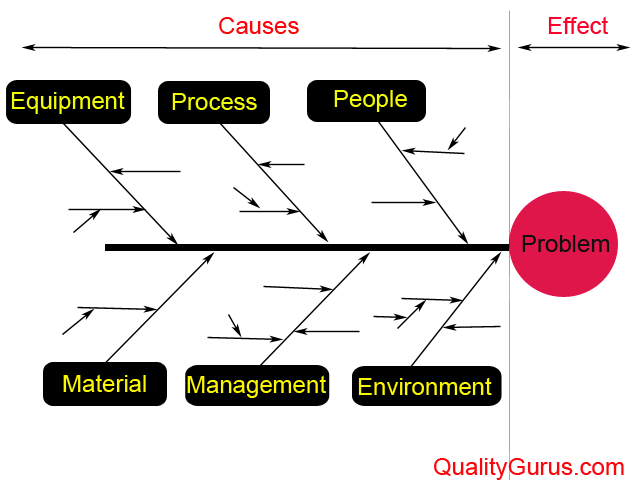 Causes
Effect
Equipment
Process
People
Problem
Material
Management
Environment
QualityGurus.com